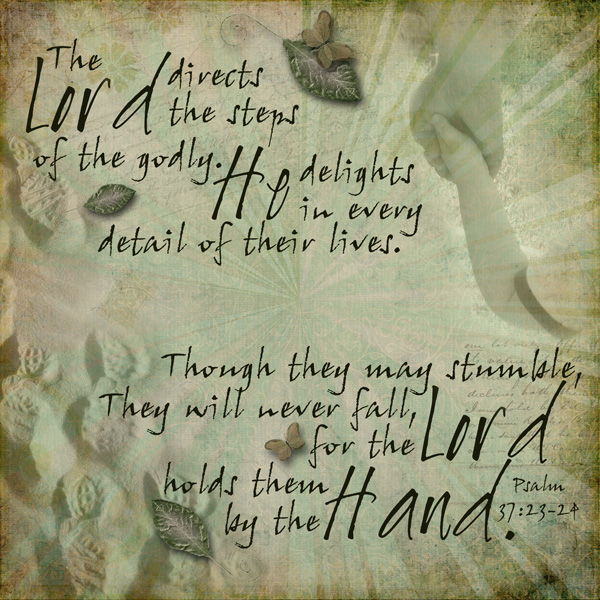 The
Lord directs
the steps
of the godly.
He delights
in every
detail of their lives.
Though they may stumble,
They will never fall,
for the Lord
holds them
by the Hand.
Psalm
37:23-24